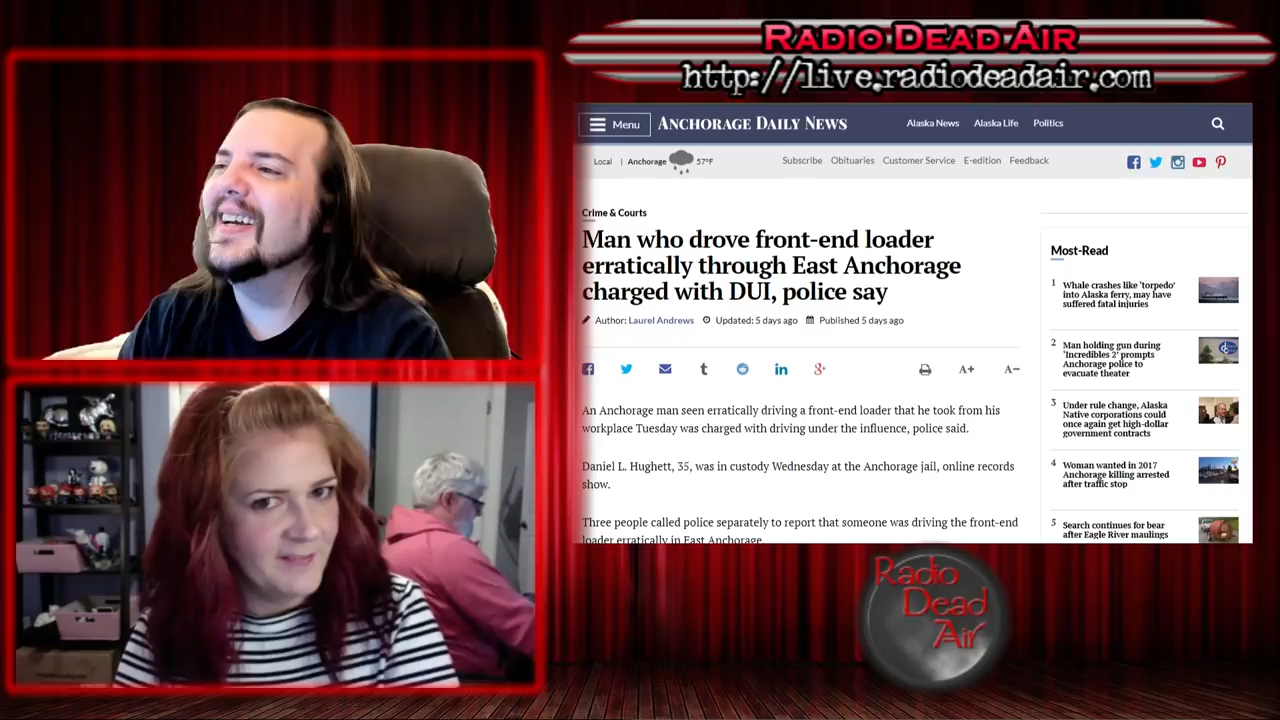 RADIO DEAD AIR
http://live.radiodeadair.com
Menu
ANCHORAGE DAILY NEWS
Alaska News
Alaska Life
Politics
Local | Anchorage 57°F
Subscribe
Obituaries
Customer Service
E-edition
Feedback
Crime & Courts
Man who drove front-end loader
erratically through East Anchorage
charged with DUI, police say
Author: Laurel Andrews
Updated: 5 days ago
Published 5 days ago
A+
A−
An Anchorage man seen erratically driving a front-end loader that he took from his
workplace Tuesday was charged with driving under the influence, police said.
Daniel L. Hughett, 35, was in custody Wednesday at the Anchorage jail, online records
show.
Three people called police separately to report that someone was driving the front-end
loader erratically in East Anchorage.
Most-Read
1 Whale crashes like 'torpedo'
into Alaska ferry, may have
suffered fatal injuries
2 Man holding gun during
'Incredibles 2' prompts
Anchorage police to
evacuate theater
3 Under rule change, Alaska
Native corporations could
once again get high-dollar
government contracts
4 Woman wanted in 2017
Anchorage killing arrested
after traffic stop
5 Search continues for bear
after Eagle River maulings
Radio
Dead
Air